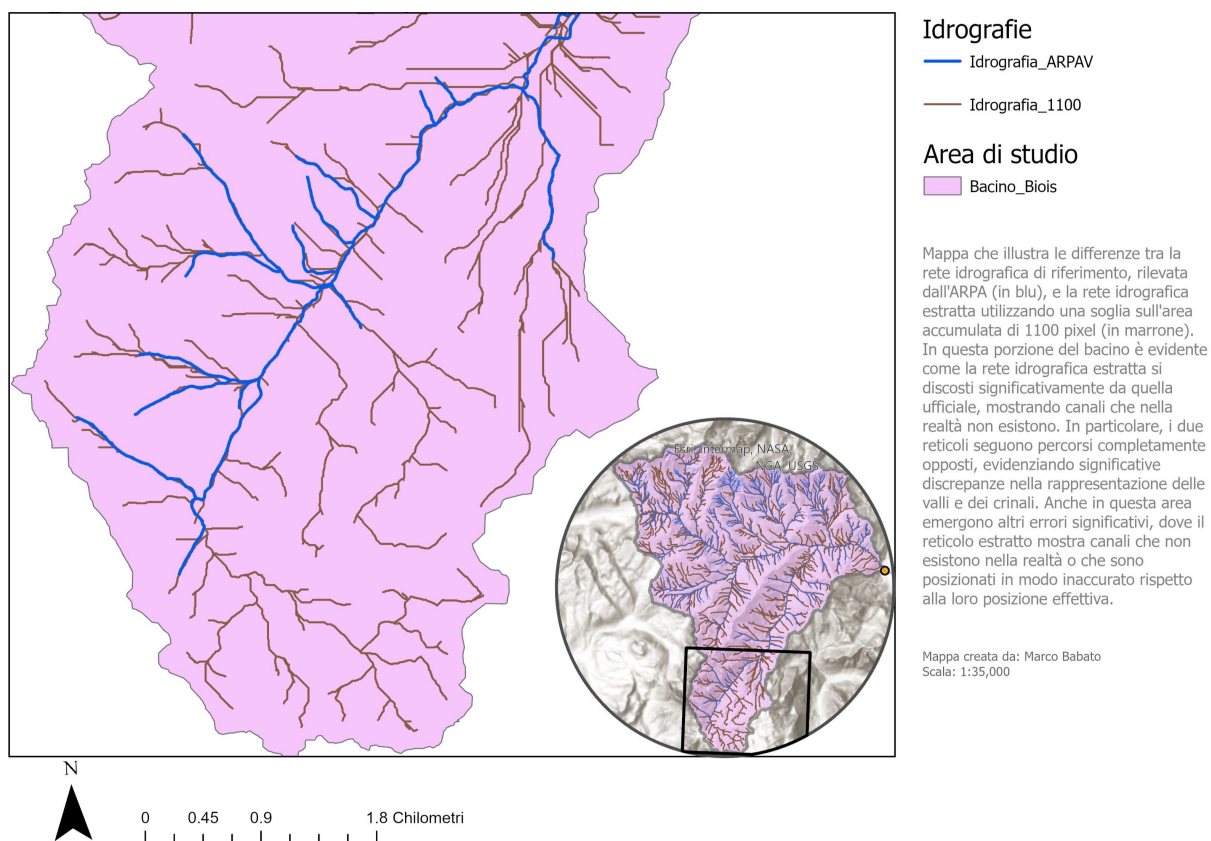 Idrografie
Idrografia_ARPAV
Idrografia_1100
Area di studio
Bacino_Biois
Mappa che illustra le differenze tra la
rete idrografica di riferimento, rilevata
dall'ARPA (in blu), e la rete idrografica
estratta utilizzando una soglia sull'area
accumulata di 1100 pixel (in marrone).
In questa porzione del bacino è evidente
come la rete idrografica estratta si
discosti significativamente da quella
ufficiale, mostrando canali che nella
realtà non esistono. In particolare, i due
reticoli seguono percorsi completamente
opposti, evidenziando significative
discrepanze nella rappresentazione delle
valli e dei crinali. Anche in questa area
emergono altri errori significativi, dove il
reticolo estratto mostra canali che non
esistono nella realtà o che sono
posizionati in modo inaccurato rispetto
alla loro posizione effettiva.
Mappa creata da: Marco Babato
Scala: 1:35,000
Esri, Intermap, NASA,
NGA, USGS
N
0 0.45 0.9 1.8 Chilometri